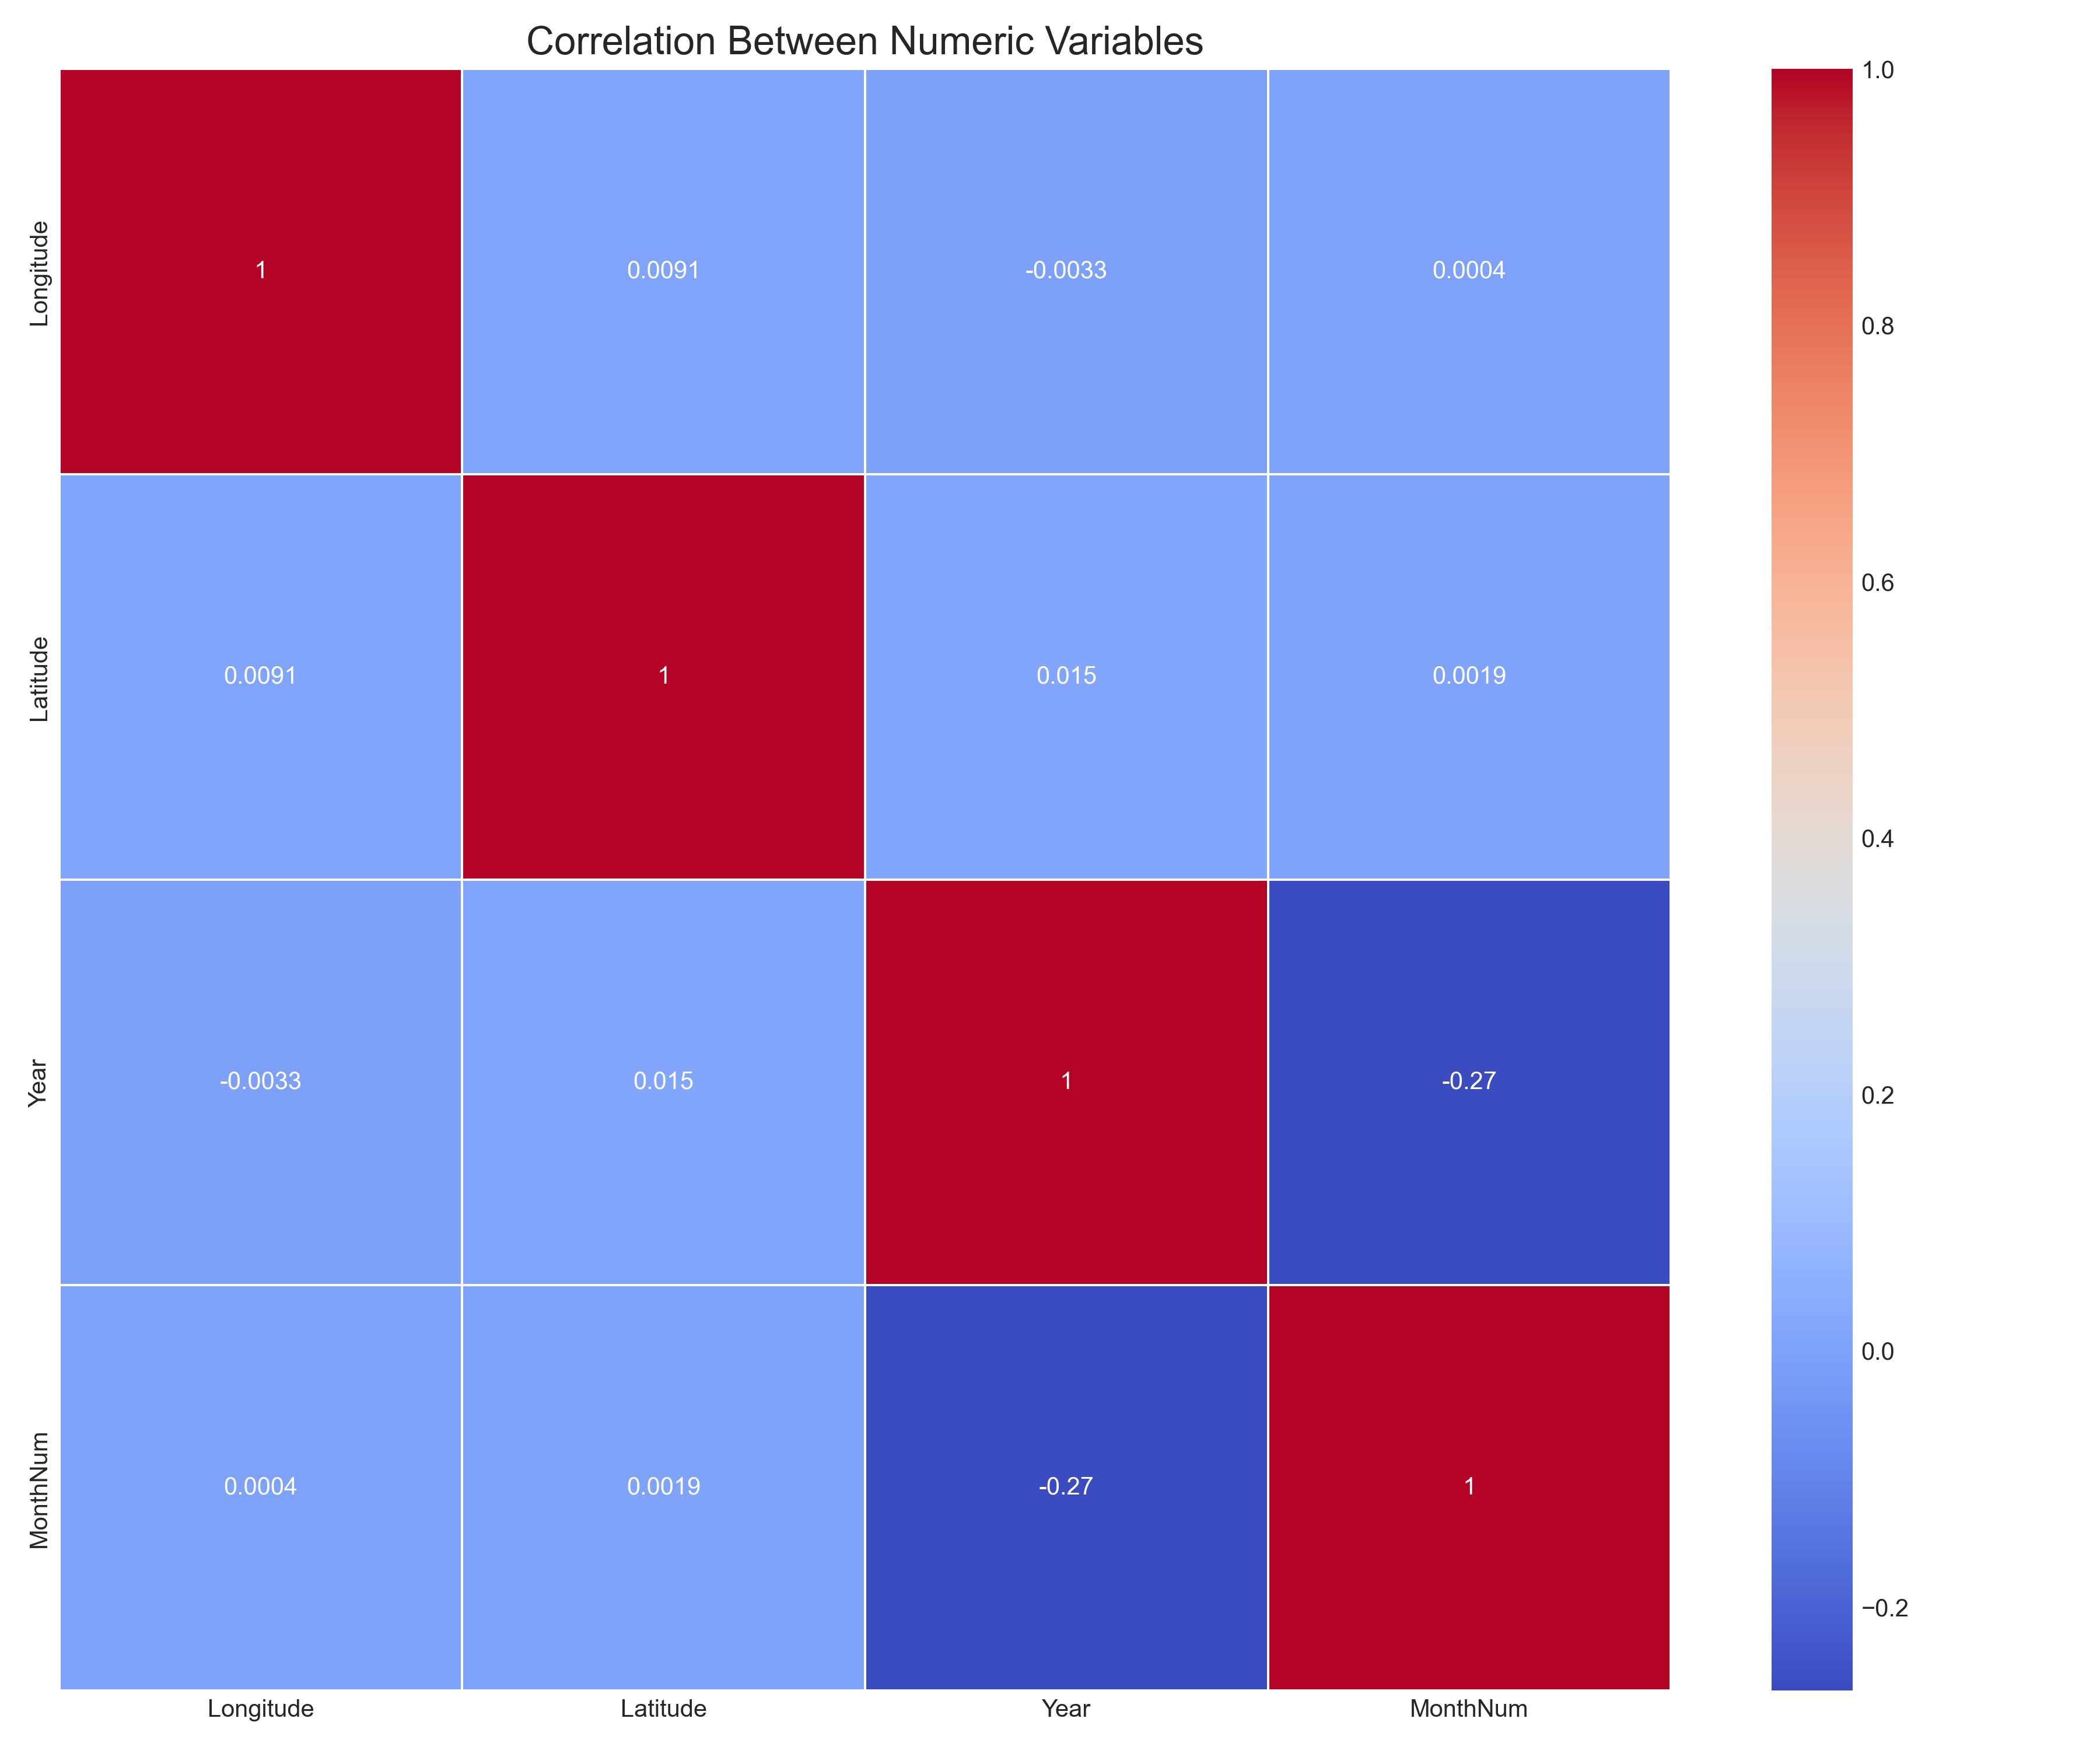 Correlation Between Numeric Variables
Longitude
1
0.0091
-0.0033
0.0004
Latitude
0.0091
1
0.015
0.0019
Year
-0.0033
0.015
1
-0.27
MonthNum
0.0004
0.0019
-0.27
1
Longitude
Latitude
Year
MonthNum
1.0
0.8
0.6
0.4
0.2
0.0
−0.2